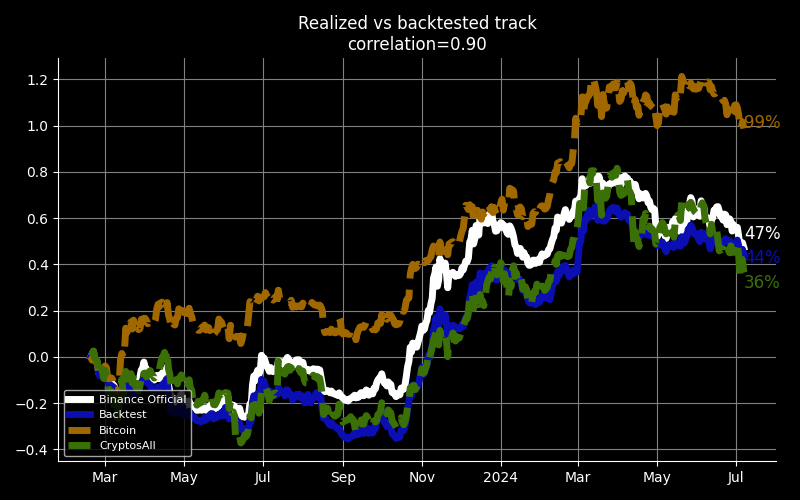 Realized vs backtested track
correlation=0.90
1.2
1.0
0.8
0.6
0.4
0.2
0.0
−0.2
−0.4
99%
47%
44%
36%
Binance Official
Backtest
Bitcoin
CryptosAll
Mar May Jul Sep Nov 2024 Mar May Jul